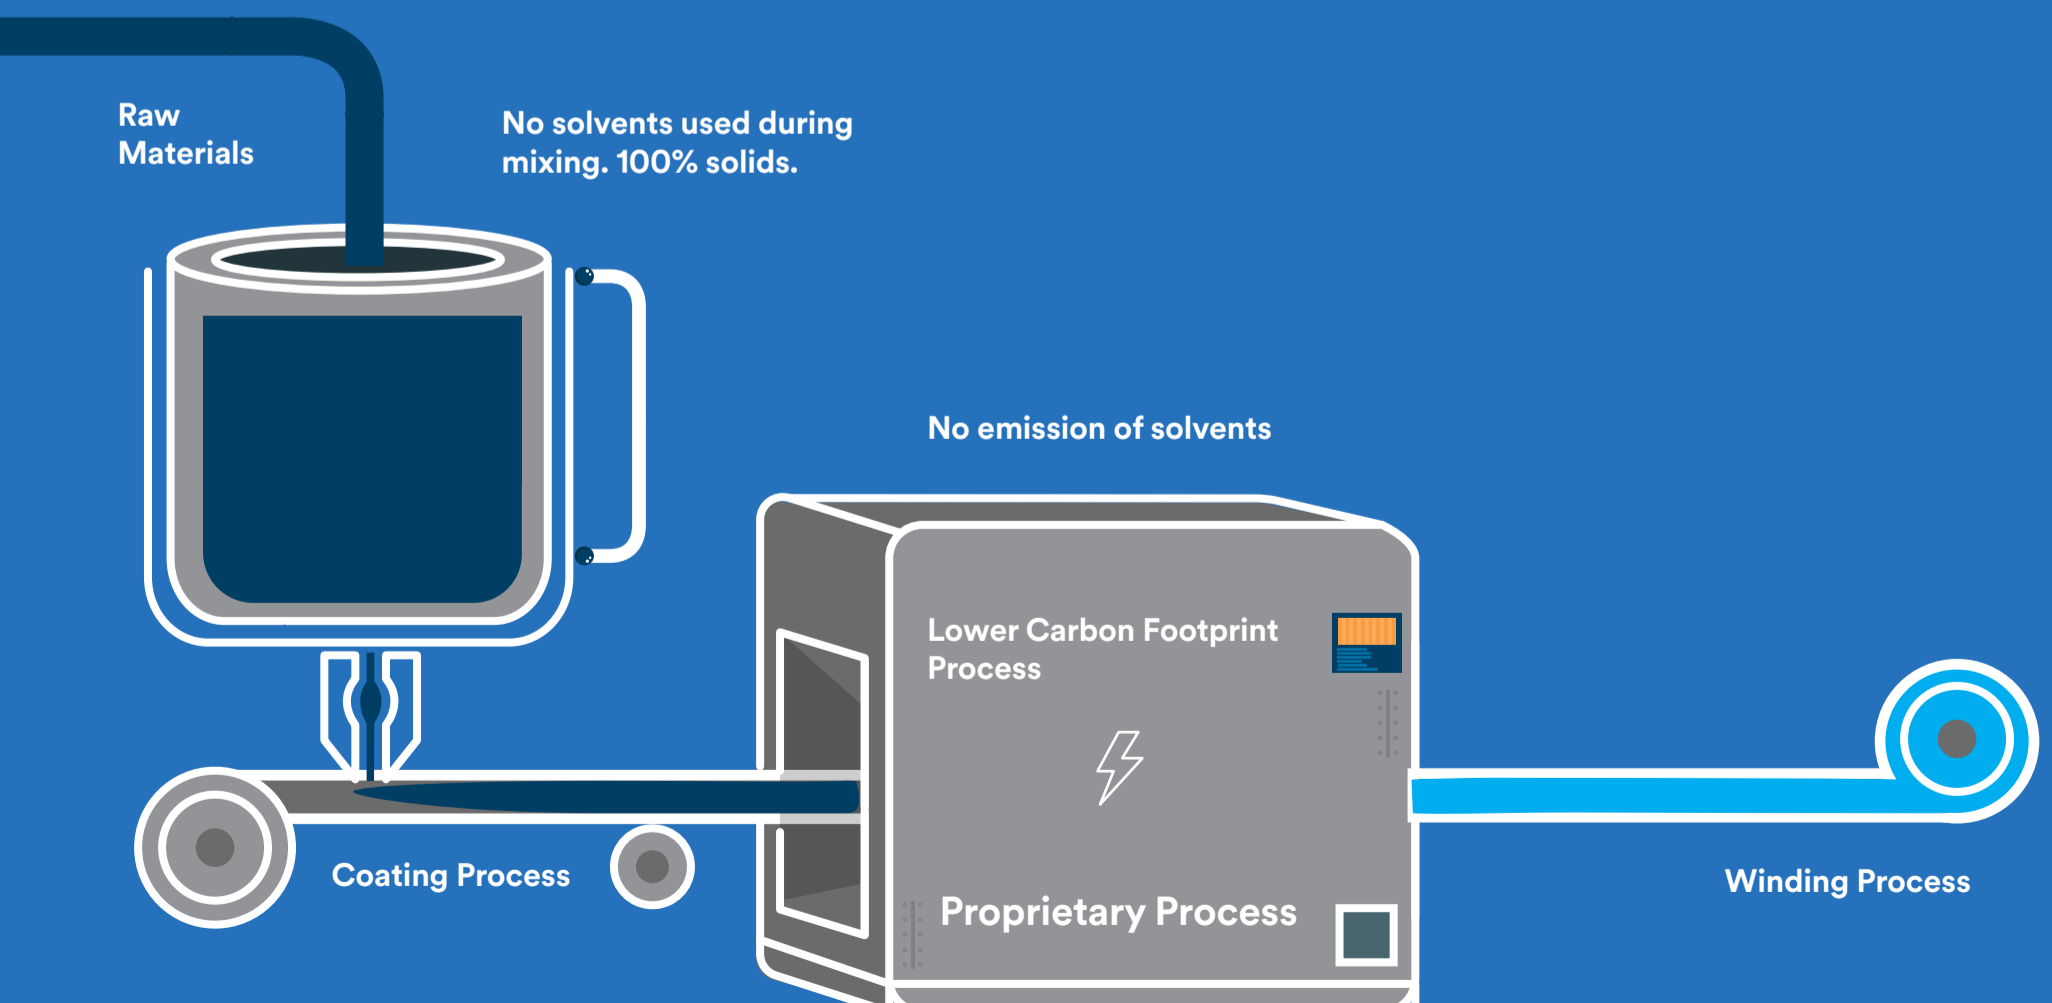 Raw
Materials
No solvents used during
mixing. 100% solids.
No emission of solvents
Lower Carbon Footprint
Process
Coating Process
Proprietary Process
Winding Process